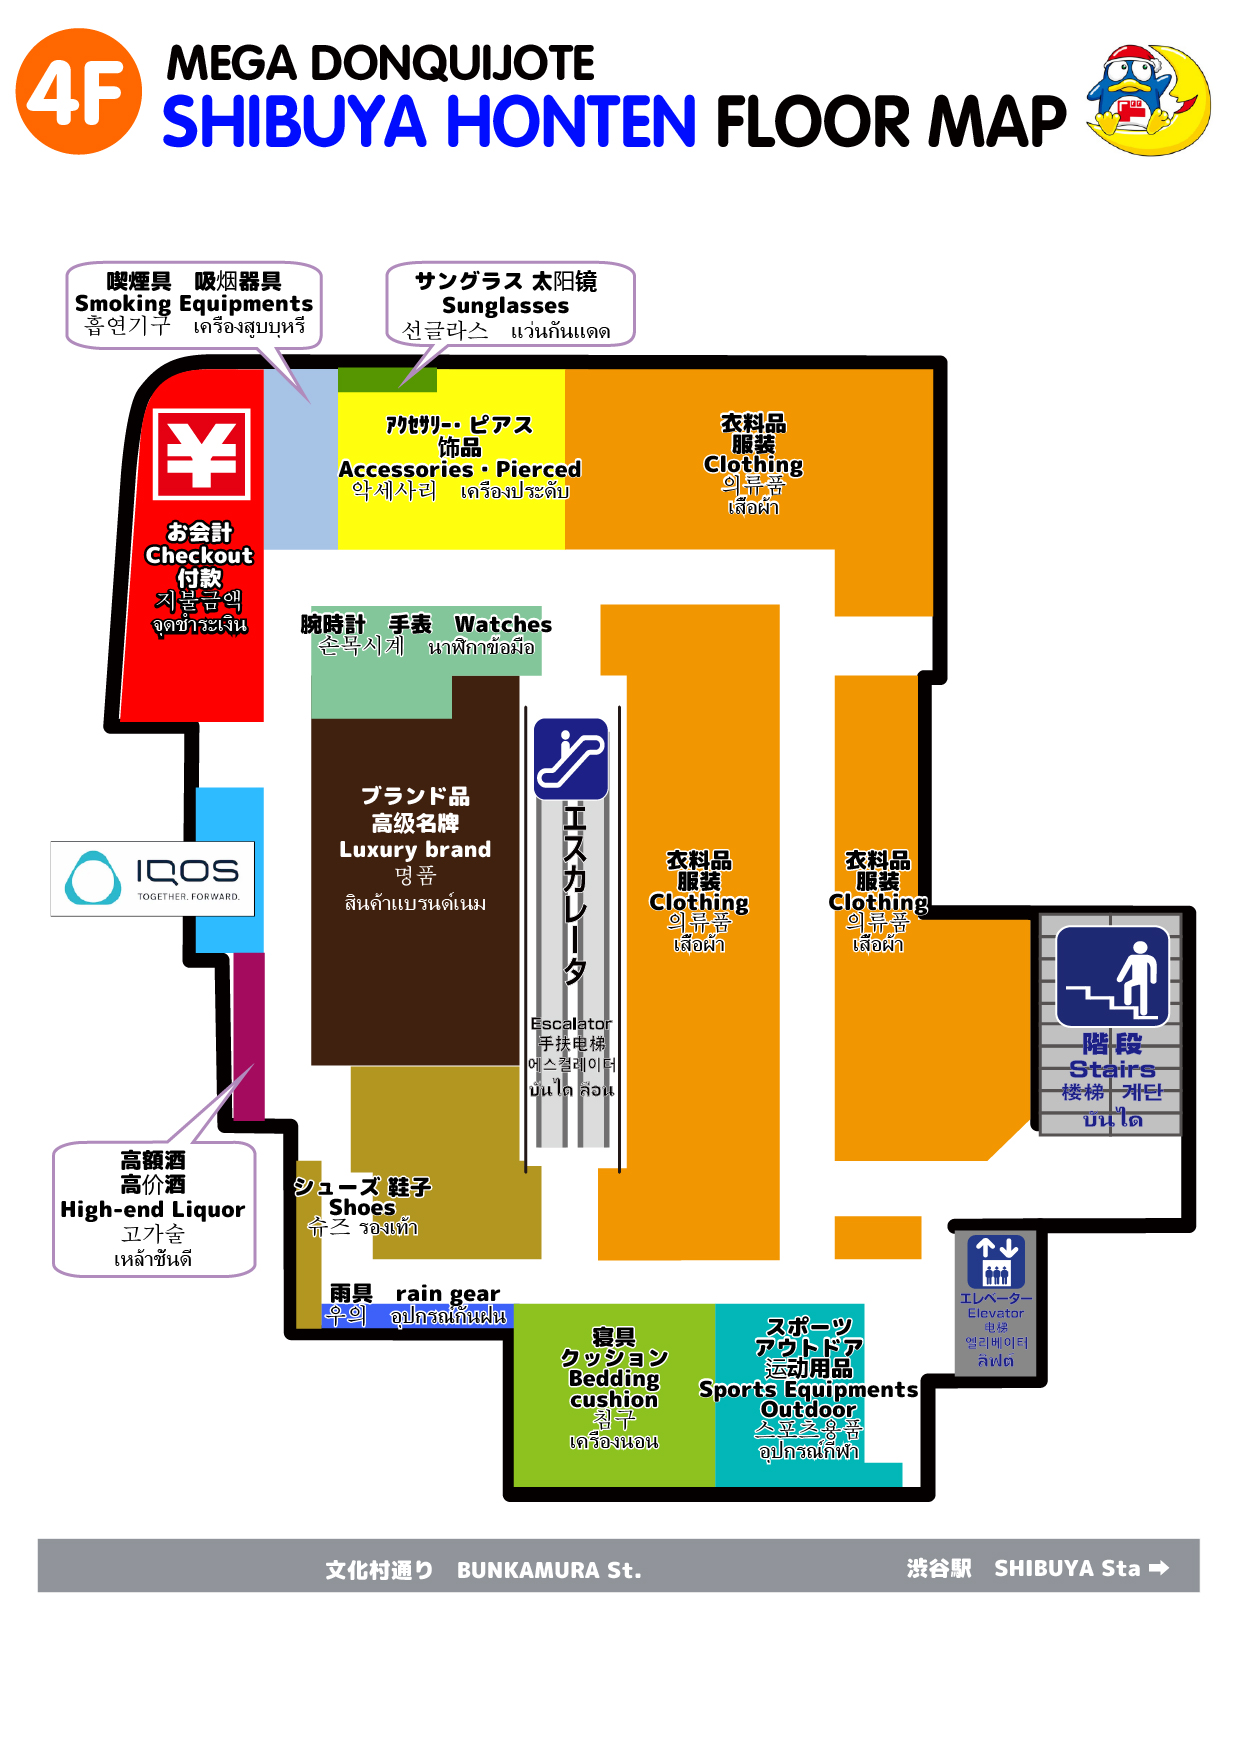 4F
MEGA DONQUIJOTE
SHIBUYA HONTEN FLOOR MAP
喫煙具 吸烟器具
Smoking Equipments
흡연기구 เครื่องสูบบุหรี่
サングラス 太阳镜
Sunglasses
선글라스 แว่นกันแดด
¥
お会計
Checkout
付款
지불금액
จุดชำระเงิน
アクセサリー・ピアス
饰品
Accessories・Pierced
악세사리 เครื่องประดับ
衣料品
服装
Clothing
의류품
เสื้อผ้า
腕時計 手表 Watches
손목시계 นาฬิกาข้อมือ
ブランド品
高级名牌
Luxury brand
명품
สินค้าแบรนด์เนม
エスカレータ
Escalator
手扶电梯
에스컬레이터
บันได เลื่อน
衣料品
服装
Clothing
의류품
เสื้อผ้า
衣料品
服装
Clothing
의류품
เสื้อผ้า
IQOS
TOGETHER. FORWARD.
階段
Stairs
楼梯 계단
บันได
高額酒
高价酒
High-end Liquor
고가술
เหล้าชั้นดี
シューズ 鞋子
Shoes
슈즈 รองเท้า
雨具 rain gear
우의 อุปกรณ์กันฝน
エレベーター
Elevator
电梯
엘리베이터
ลิฟต์
寝具
クッション
Bedding
cushion
침구
เครื่องนอน
スポーツ
アウトドア
运动用品
Sports Equipments
Outdoor
스포츠용품
อุปกรณ์กีฬา
文化村通り BUNKAMURA St.
渋谷駅 SHIBUYA Sta ➡